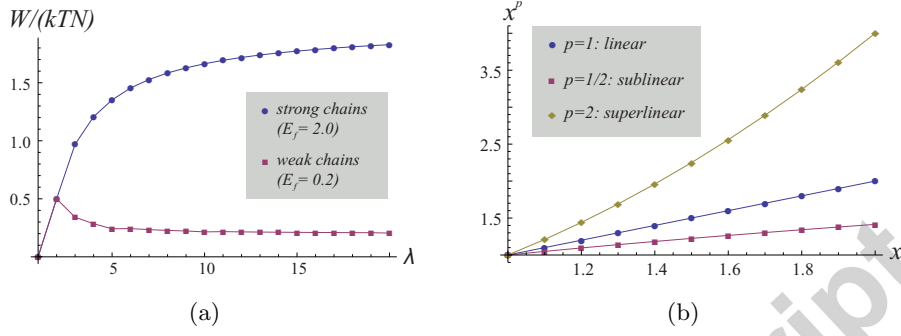 W/(kTN)
1.5
1.0
0.5
5
10
15
λ
strong chains
(E_f = 2.0)
weak chains
(E_f = 0.2)
(a)
x^p
3.5
2.5
1.5
1.2
1.4
1.6
1.8
x
p=1: linear
p=1/2: sublinear
p=2: superlinear
(b)
script